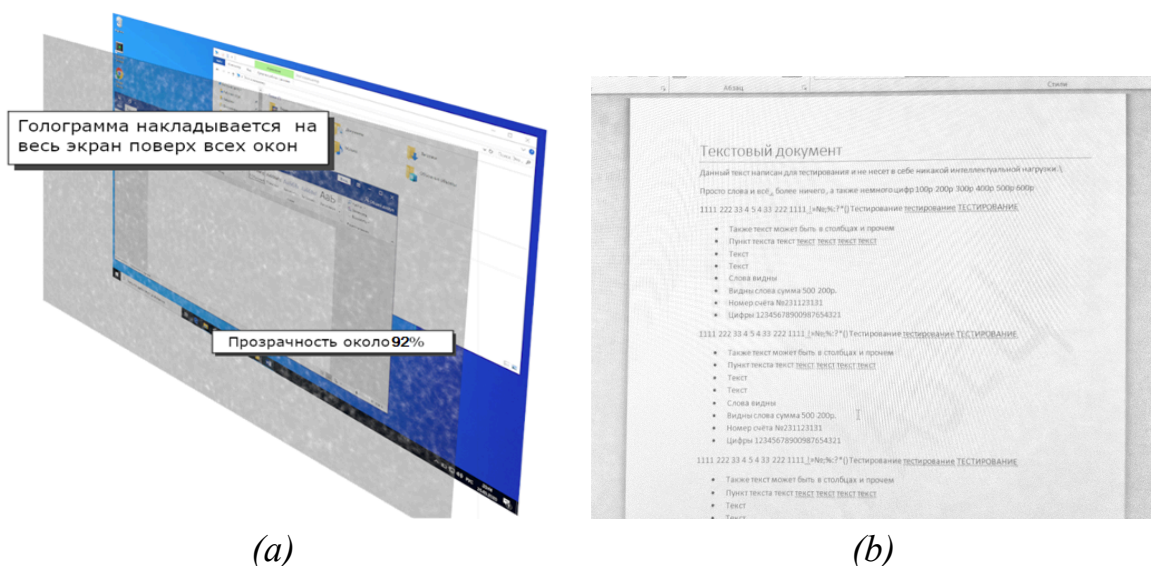 Голограмма накладывается на
весь экран поверх всех окон
Прозрачность около 92%
(a)
Абзац
Стили
Текстовый документ
Данный текст написан для тестирования и не несет в себе никакой интеллектуальной нагрузки.
Просто слова и всё, более ничего, а также немного цифр 100р 200р 300р 400р 500р 600р
1111 222 33 4 5 4 33 222 1111 !»№;%:?*() Тестирование тестирование ТЕСТИРОВАНИЕ
• Также текст может быть в столбцах и прочем
• Пункт текста текст текст текст текст текст
• Текст
• Текст
• Слова видны
• Видны слова сумма 500 200р.
• Номер счёта №231123131
• Цифры 12345678900987654321
1111 222 33 4 5 4 33 222 1111 !»№;%:?*() Тестирование тестирование ТЕСТИРОВАНИЕ
• Также текст может быть в столбцах и прочем
• Пункт текста текст текст текст текст текст
• Текст
• Текст
• Слова видны
• Видны слова сумма 500 200р.
• Номер счёта №231123131
• Цифры 12345678900987654321
1111 222 33 4 5 4 33 222 1111 !»№;%:?*() Тестирование тестирование ТЕСТИРОВАНИЕ
• Также текст может быть в столбцах и прочем
• Пункт текста текст текст текст текст текст
• Текст
• Текст
(b)